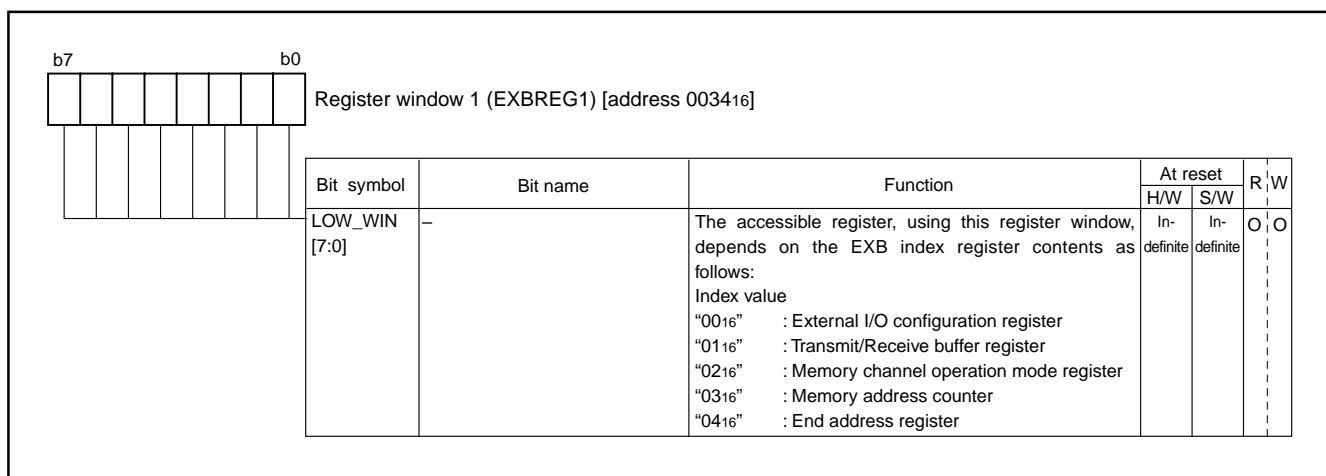 b7 b0
Register window 1 (EXBREG1) [address 003416]
Bit symbol Bit name Function At reset R W
H/W S/W
LOW_WIN – The accessible register, using this register window, In- In- O O
[7:0] depends on the EXB index register contents as definite definite
follows:
Index value
“0016” : External I/O configuration register
“0116” : Transmit/Receive buffer register
“0216” : Memory channel operation mode register
“0316” : Memory address counter
“0416” : End address register